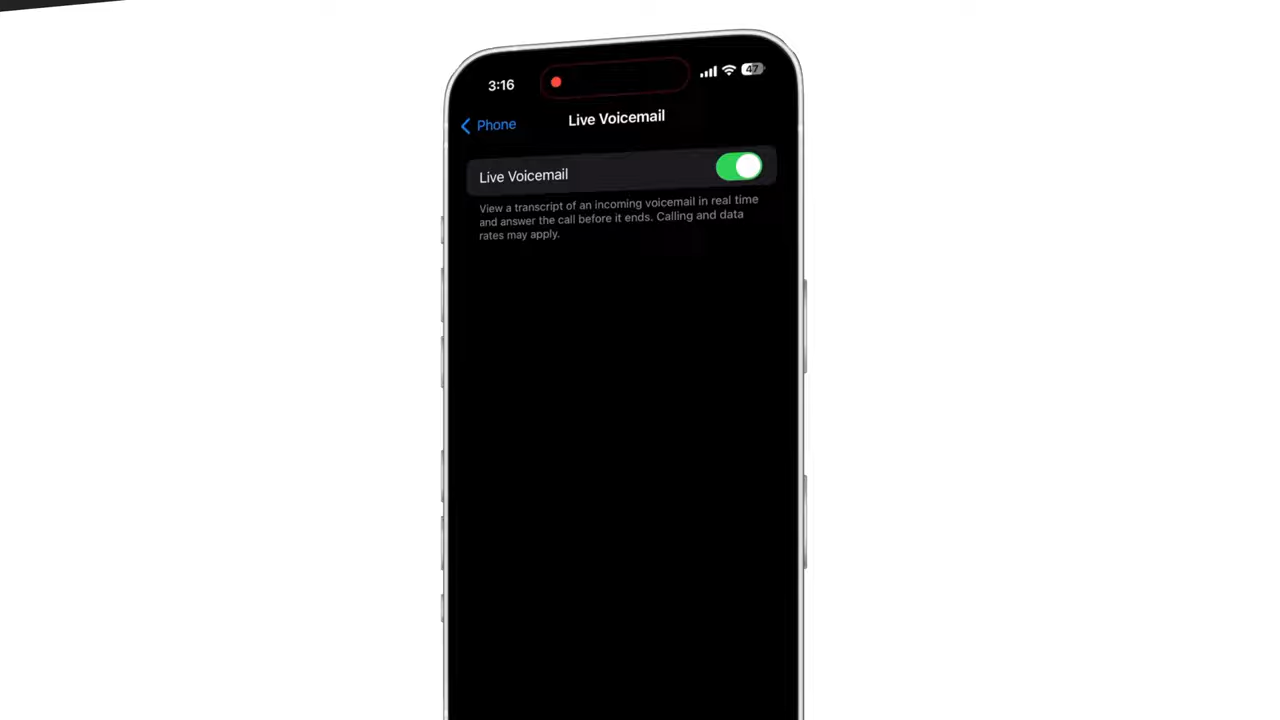 3:16
47
Phone
Live Voicemail
Live Voicemail
View a transcript of an incoming voicemail in real time
and answer the call before it ends. Calling and data
rates may apply.